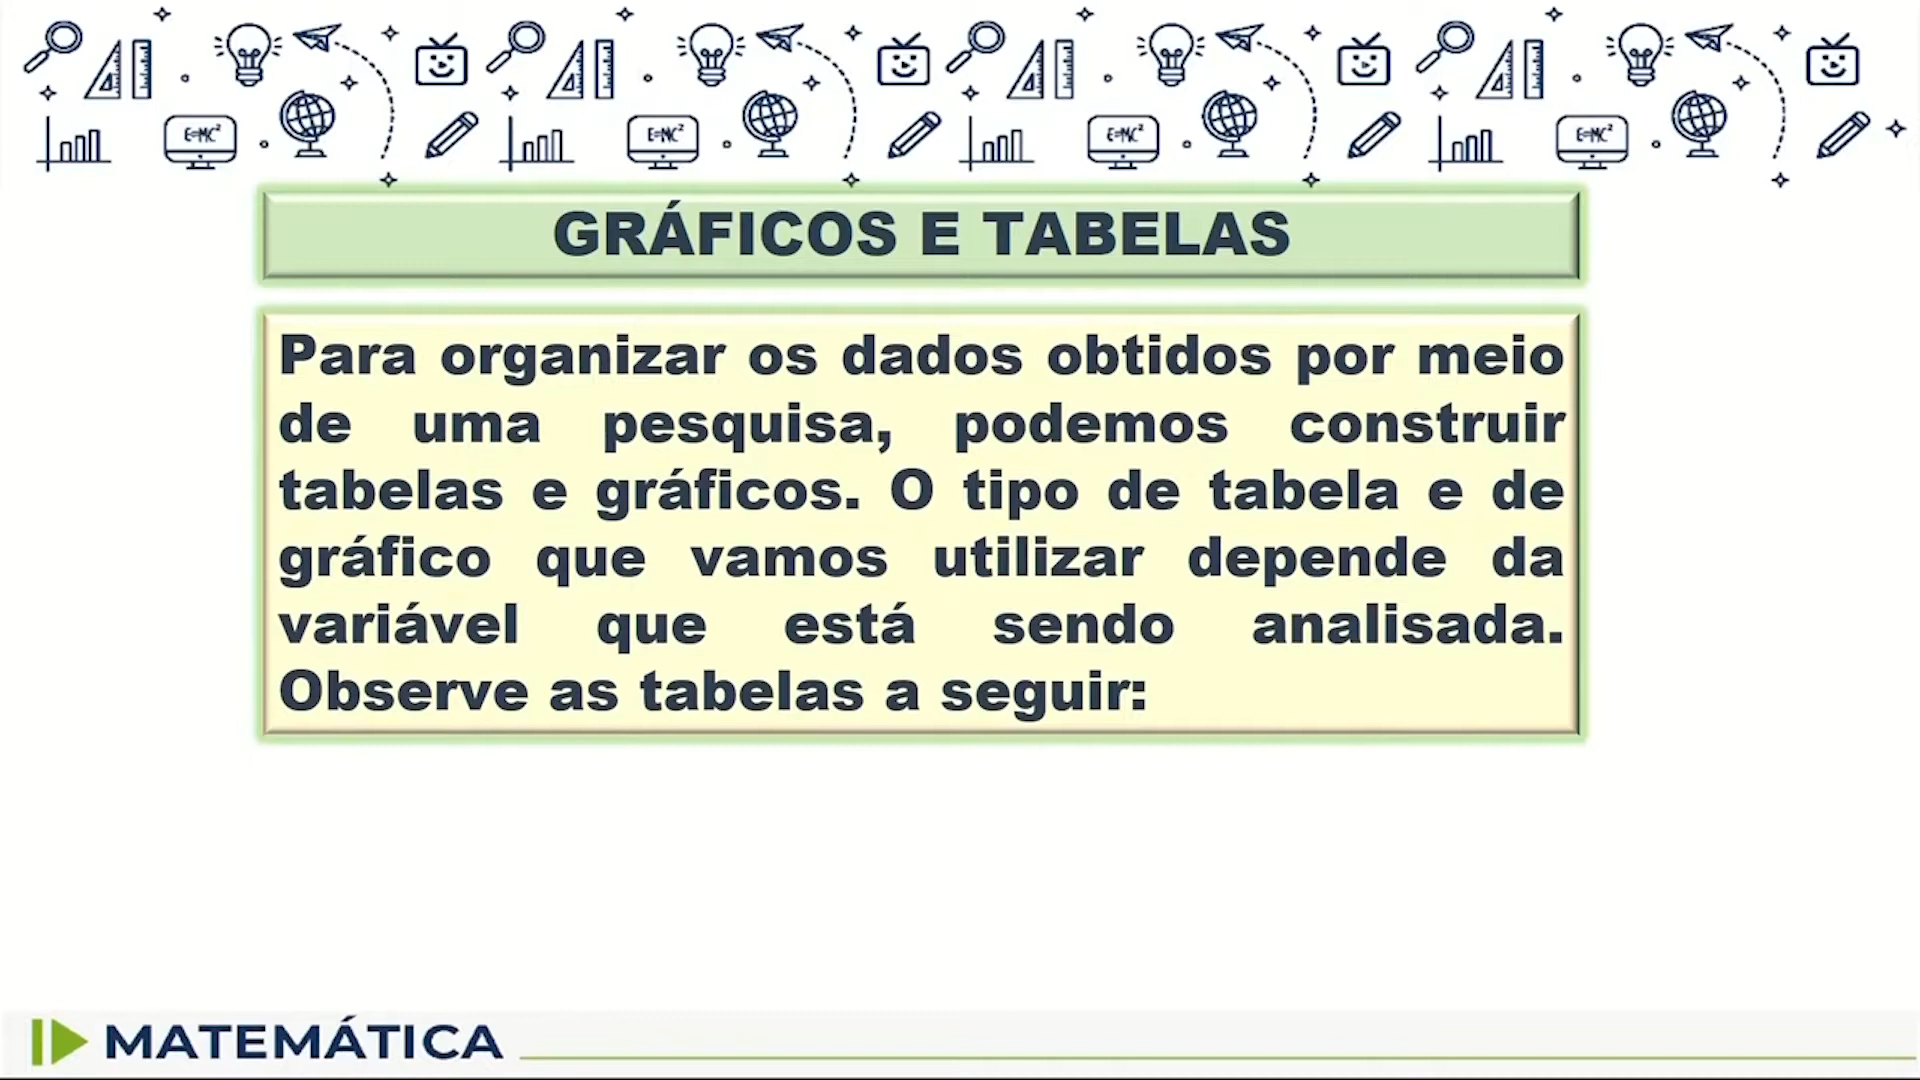 E=MC²
E=MC²
E=MC²
E=MC²
GRÁFICOS E TABELAS
Para organizar os dados obtidos por meio
de uma pesquisa, podemos construir
tabelas e gráficos. O tipo de tabela e de
gráfico que vamos utilizar depende da
variável que está sendo analisada.
Observe as tabelas a seguir:
MATEMÁTICA